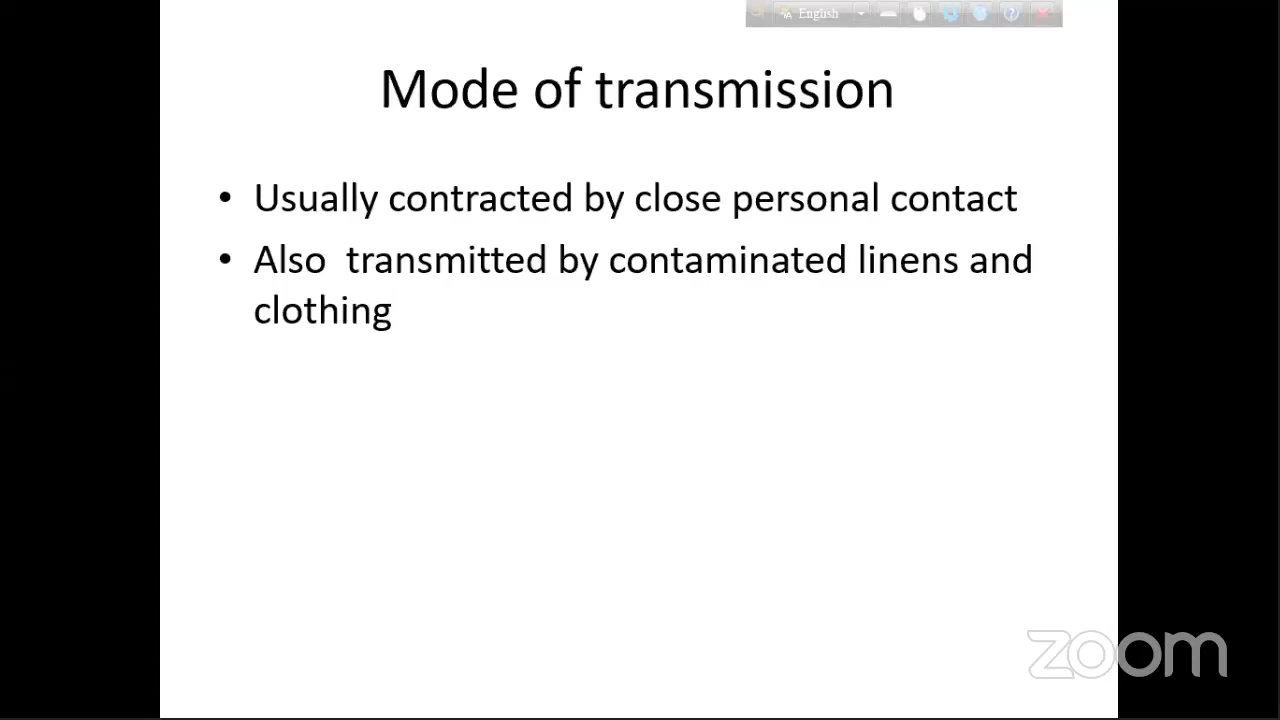 English
Mode of transmission
• Usually contracted by close personal contact
• Also transmitted by contaminated linens and
clothing
zoom